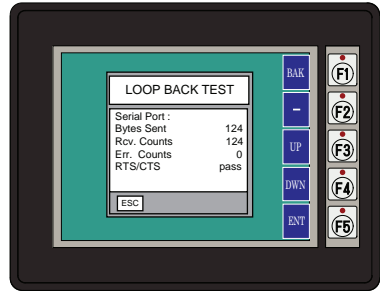 LOOP BACK TEST
Serial Port :
Bytes Sent 124
Rcv. Counts 124
Err. Counts 0
RTS/CTS pass
ESC
BAK
–
UP
DWN
ENT
F1
F2
F3
F4
F5